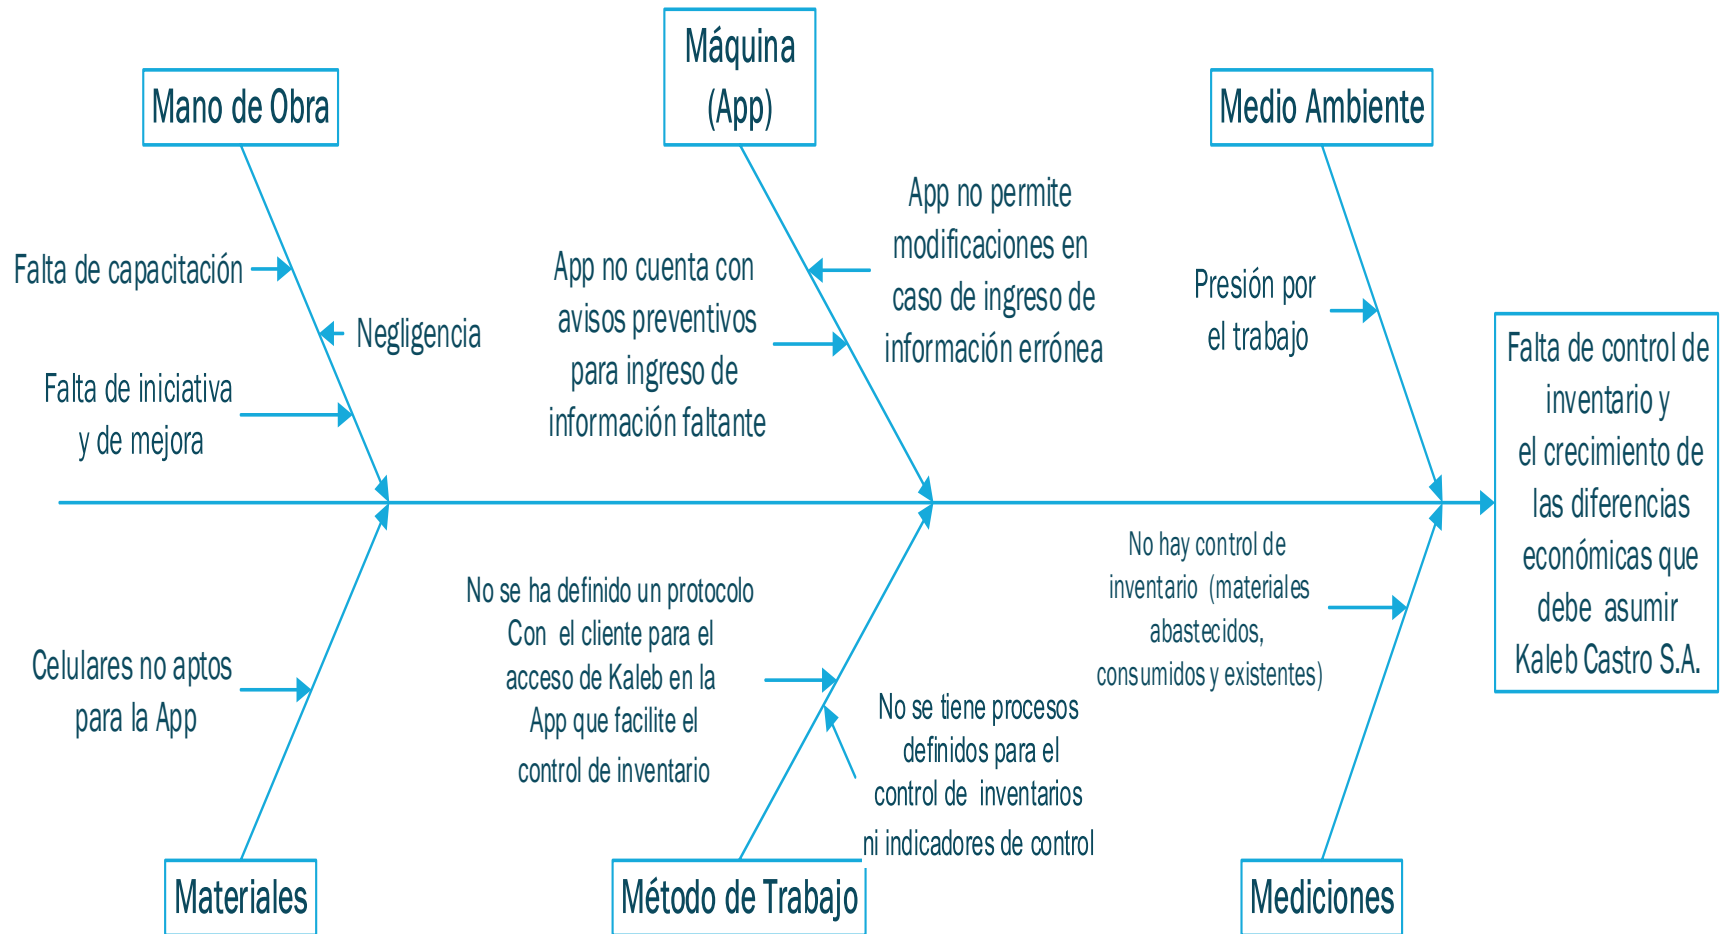 Máquina
(App)
Mano de Obra
Medio Ambiente
Falta de capacitación
Negligencia
Falta de iniciativa
y de mejora
App no cuenta con
avisos preventivos
para ingreso de
información faltante
App no permite
modificaciones en
caso de ingreso de
información errónea
Presión por
el trabajo
Falta de control de
inventario y
el crecimiento de
las diferencias
económicas que
debe asumir
Kaleb Castro S.A.
Celulares no aptos
para la App
No se ha definido un protocolo
Con el cliente para el
acceso de Kaleb en la
App que facilite el
control de inventario
No se tiene procesos
definidos para el
control de inventarios
ni indicadores de control
No hay control de
inventario (materiales
abastecidos,
consumidos y existentes)
Materiales
Método de Trabajo
Mediciones